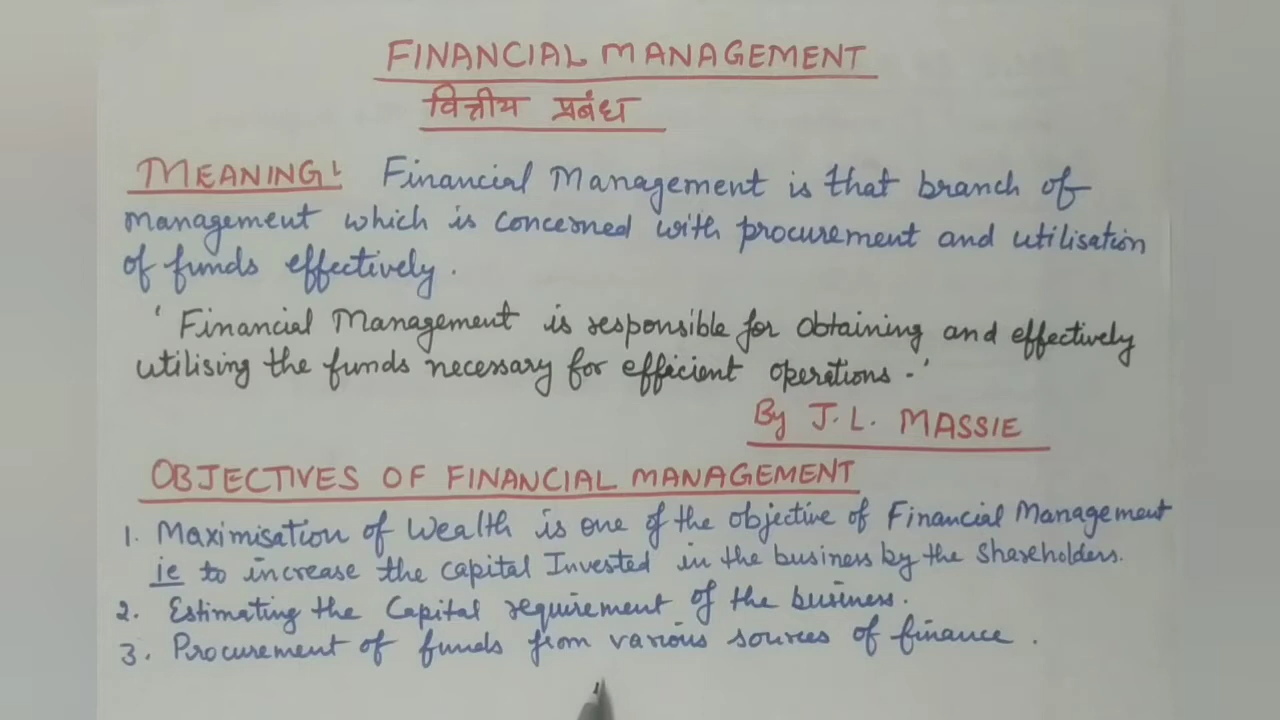 FINANCIAL MANAGEMENT
वित्तीय प्रबंध
MEANING: Financial Management is that branch of
management which is concerned with procurement and utilisation
of funds effectively.
'Financial Management is responsible for obtaining and effectively
utilising the funds necessary for efficient operations.'
By J.L. MASSIE
OBJECTIVES OF FINANCIAL MANAGEMENT
1. Maximisation of Wealth is one of the objective of Financial Management
ie to increase the capital Invested in the business by the Shareholders.
2. Estimating the Capital requirement of the business.
3. Procurement of funds from various sources of finance.